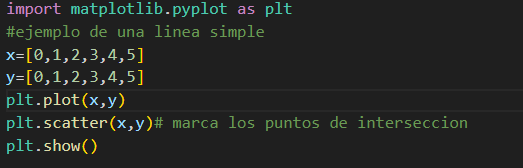 import matplotlib.pyplot as plt
#ejemplo de una linea simple
x=[0,1,2,3,4,5]
y=[0,1,2,3,4,5]
plt.plot(x,y)
plt.scatter(x,y)# marca los puntos de interseccion
plt.show()